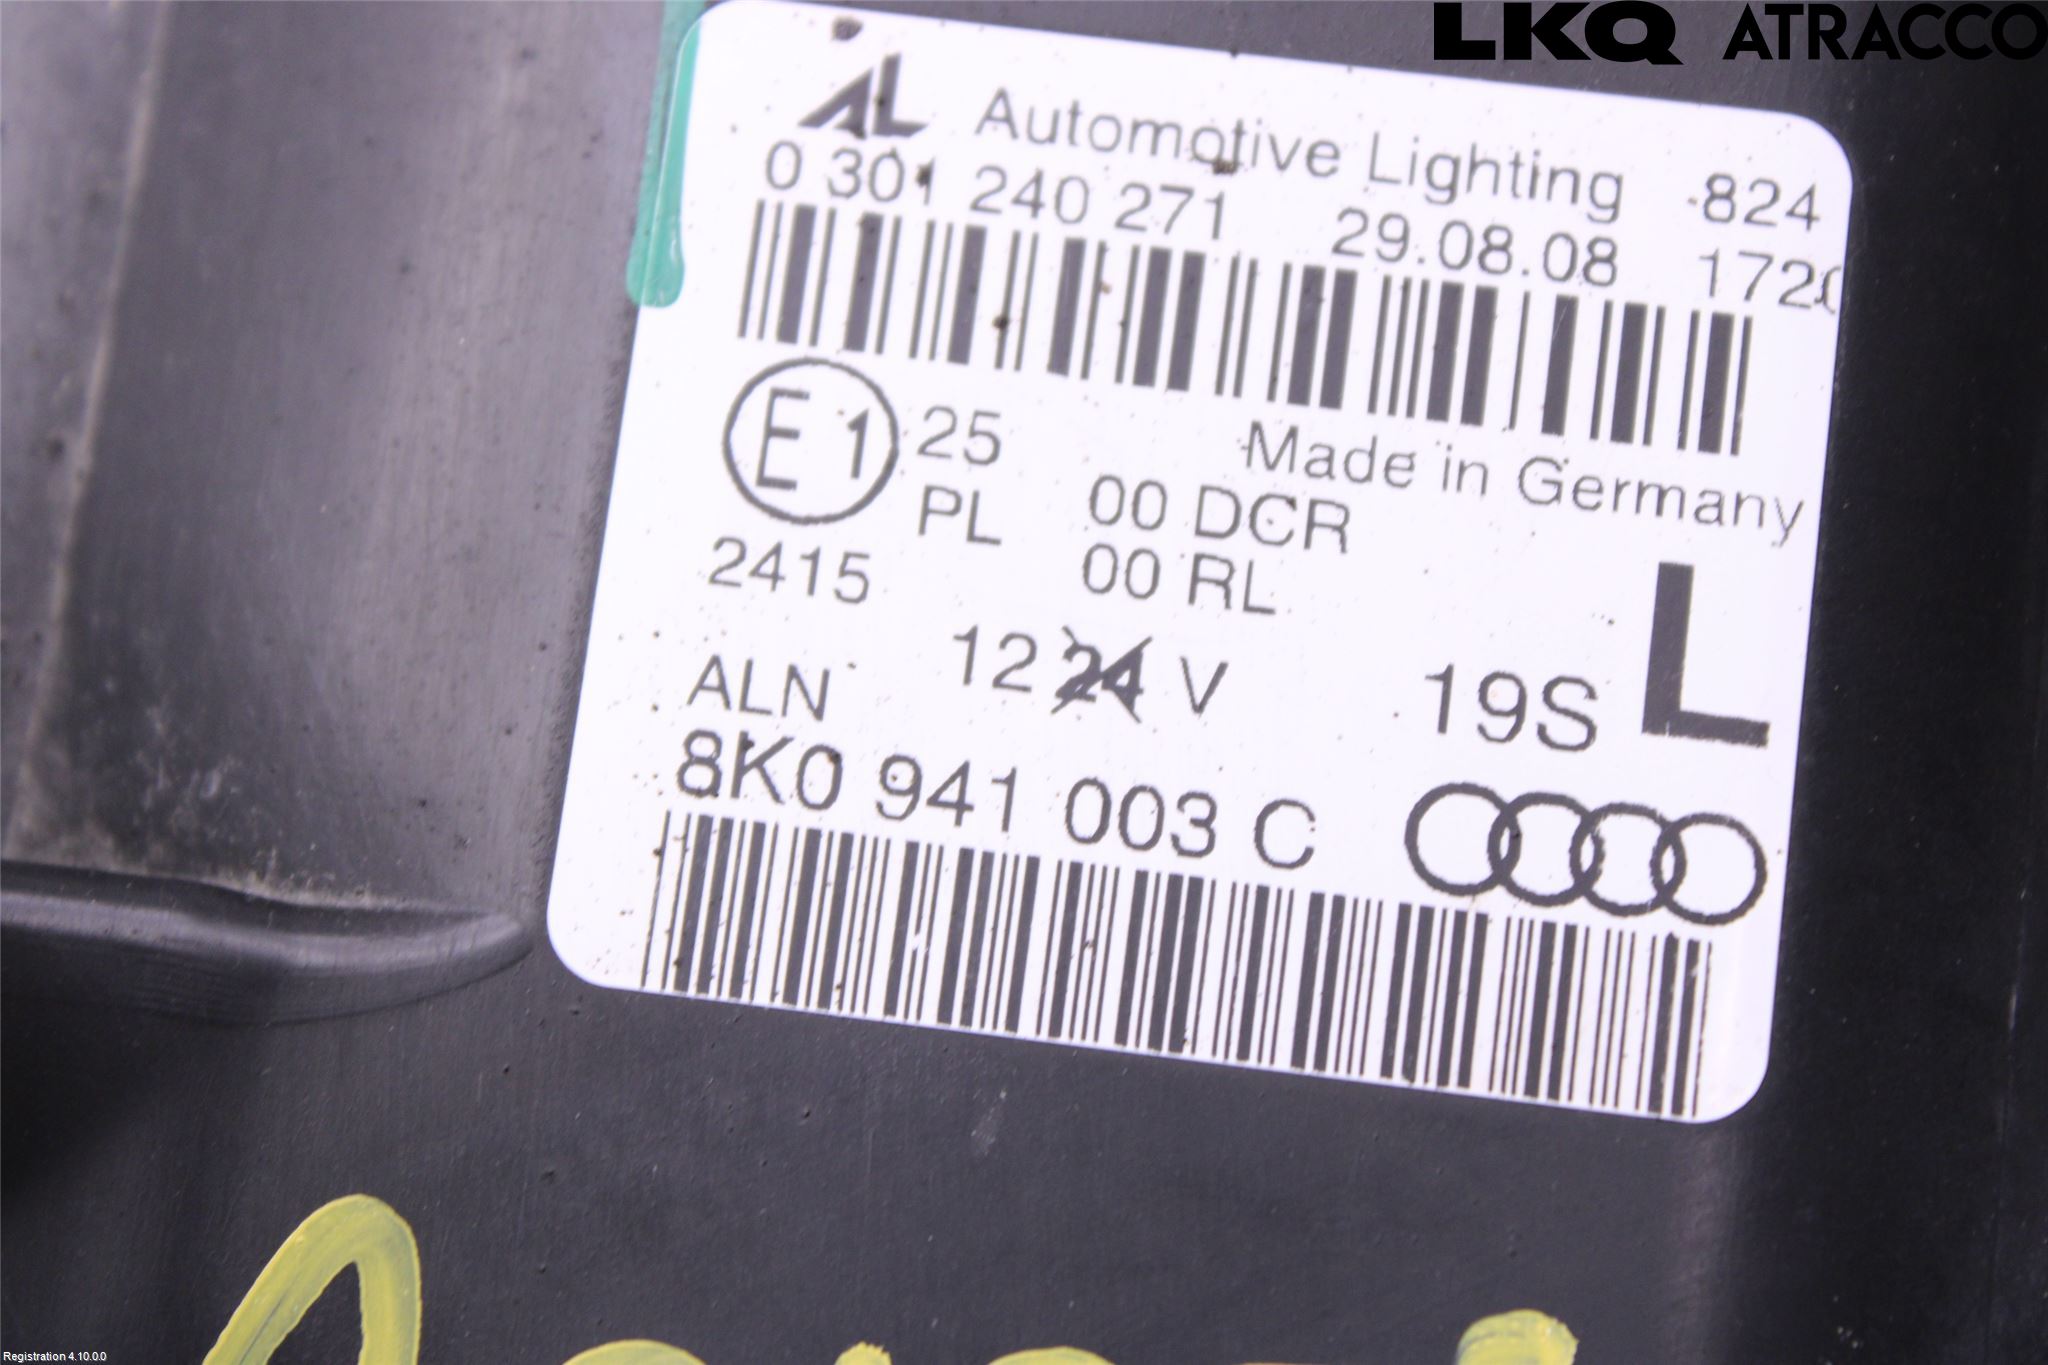 LKQ ATRACCO
AL Automotive Lighting 824
0 301 240 271 29.08.08 1720
E1 25 Made in Germany
PL 00 DCR
2415 00 RL
ALN 12 24 V 19S L
8K0 941 003 C
Registration 4.10.0.0